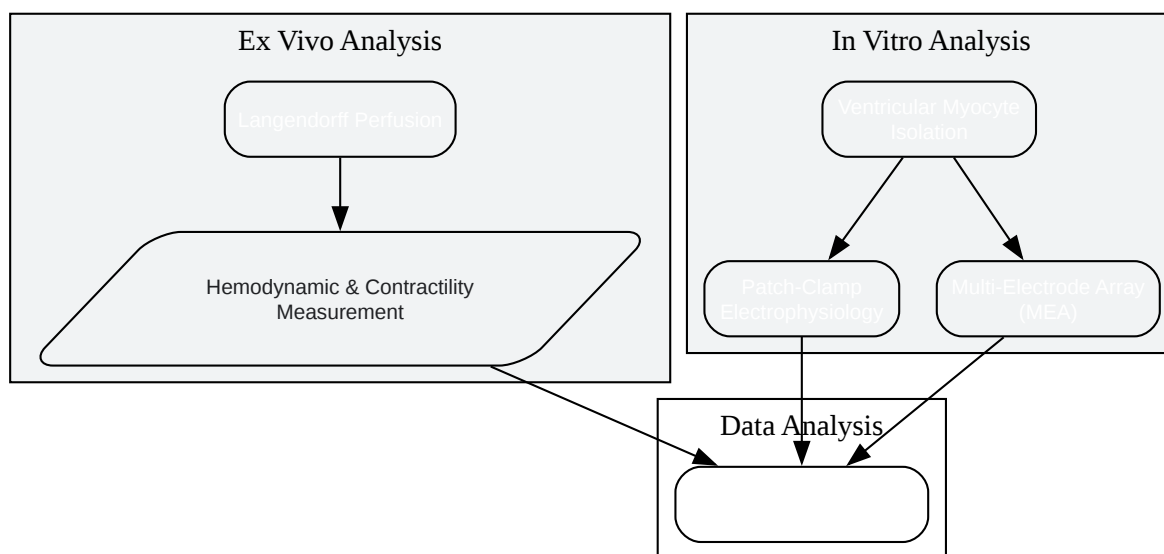 Ex Vivo Analysis
Langendorff Perfusion
Hemodynamic & Contractility
Measurement
In Vitro Analysis
Ventricular Myocyte
Isolation
Patch-Clamp
Electrophysiology
Multi-Electrode Array
(MEA)
Data Analysis